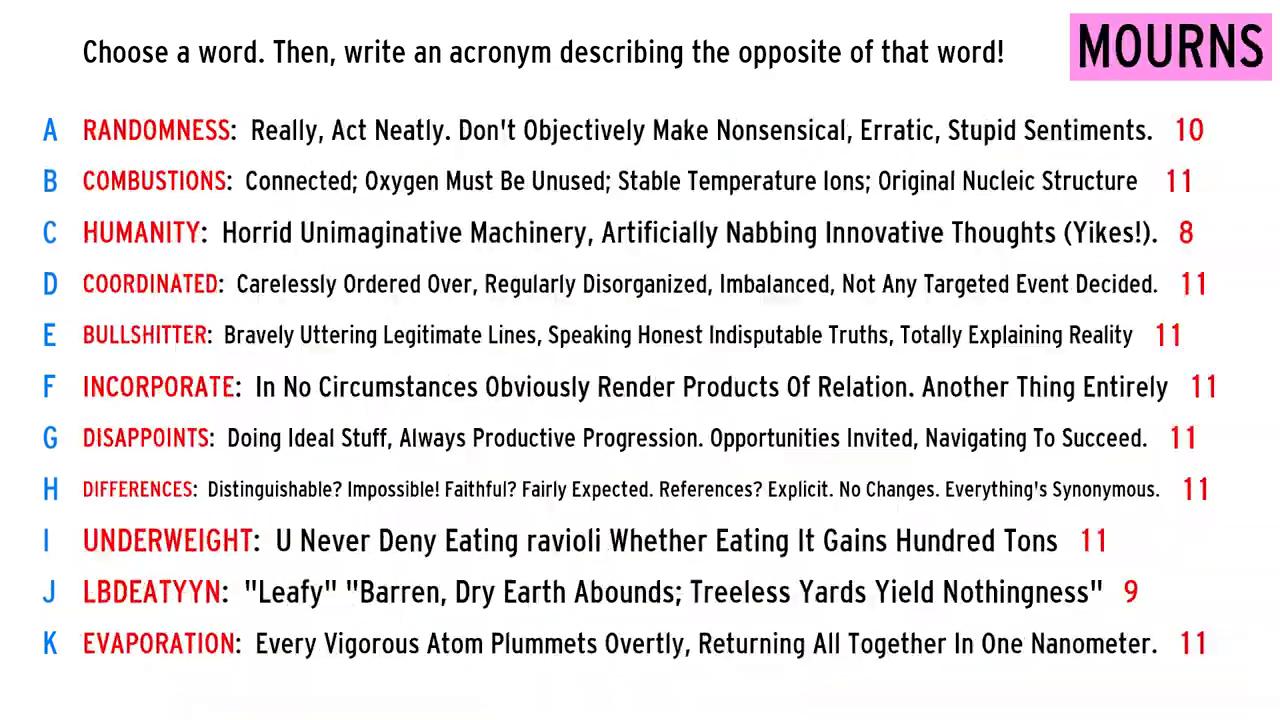 Choose a word. Then, write an acronym describing the opposite of that word!
MOURNS
A RANDOMNESS: Really, Act Neatly. Don't Objectively Make Nonsensical, Erratic, Stupid Sentiments. 10
B COMBUSTIONS: Connected; Oxygen Must Be Unused; Stable Temperature Ions; Original Nucleic Structure 11
C HUMANITY: Horrid Unimaginative Machinery, Artificially Nabbing Innovative Thoughts (Yikes!). 8
D COORDINATED: Carelessly Ordered Over, Regularly Disorganized, Imbalanced, Not Any Targeted Event Decided. 11
E BULLSHITTER: Bravely Uttering Legitimate Lines, Speaking Honest Indisputable Truths, Totally Explaining Reality 11
F INCORPORATE: In No Circumstances Obviously Render Products Of Relation. Another Thing Entirely 11
G DISAPPOINTS: Doing Ideal Stuff, Always Productive Progression. Opportunities Invited, Navigating To Succeed. 11
H DIFFERENCES: Distinguishable? Impossible! Faithful? Fairly Expected. References? Explicit. No Changes. Everything's Synonymous. 11
I UNDERWEIGHT: U Never Deny Eating ravioli Whether Eating It Gains Hundred Tons 11
J LBDEATYYN: "Leafy" "Barren, Dry Earth Abounds; Treeless Yards Yield Nothingness" 9
K EVAPORATION: Every Vigorous Atom Plummets Overtly, Returning All Together In One Nanometer. 11